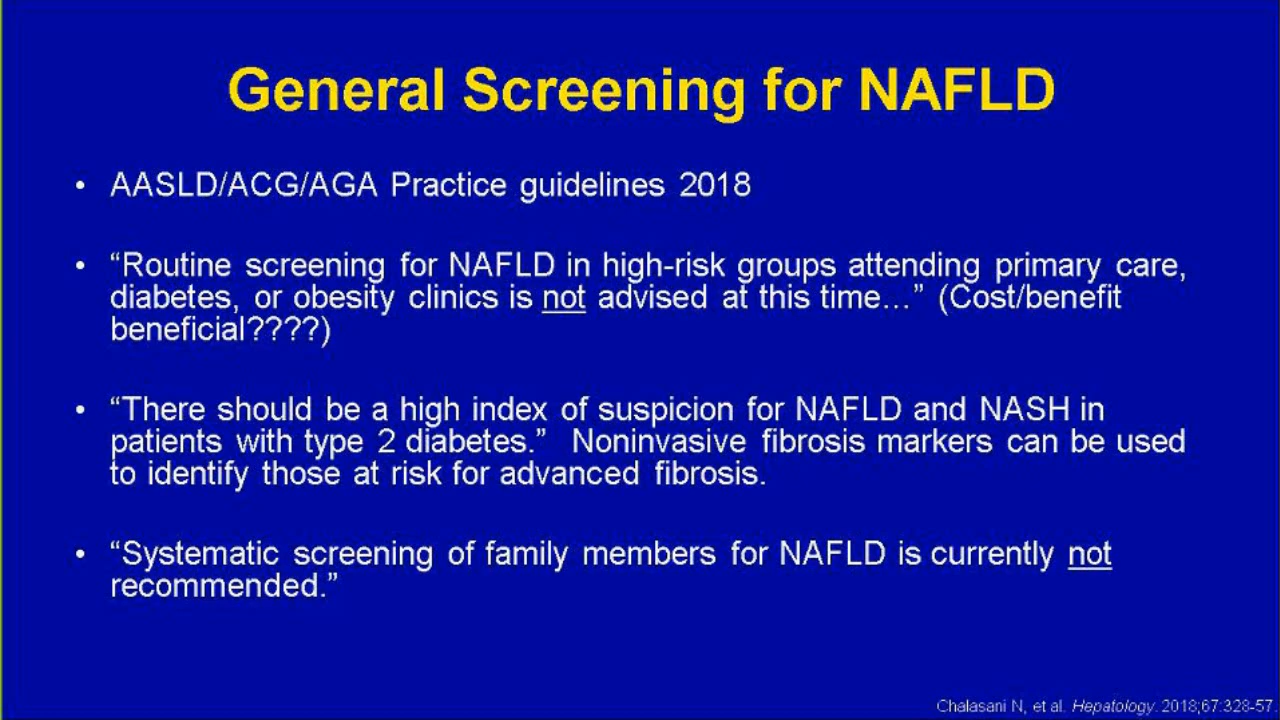 General Screening for NAFLD
• AASLD/ACG/AGA Practice guidelines 2018
• “Routine screening for NAFLD in high-risk groups attending primary care,
diabetes, or obesity clinics is not advised at this time…” (Cost/benefit
beneficial????)
• “There should be a high index of suspicion for NAFLD and NASH in
patients with type 2 diabetes.” Noninvasive fibrosis markers can be used
to identify those at risk for advanced fibrosis.
• “Systematic screening of family members for NAFLD is currently not
recommended.”
Chalasani N, et al. Hepatology. 2018;67:328-57.